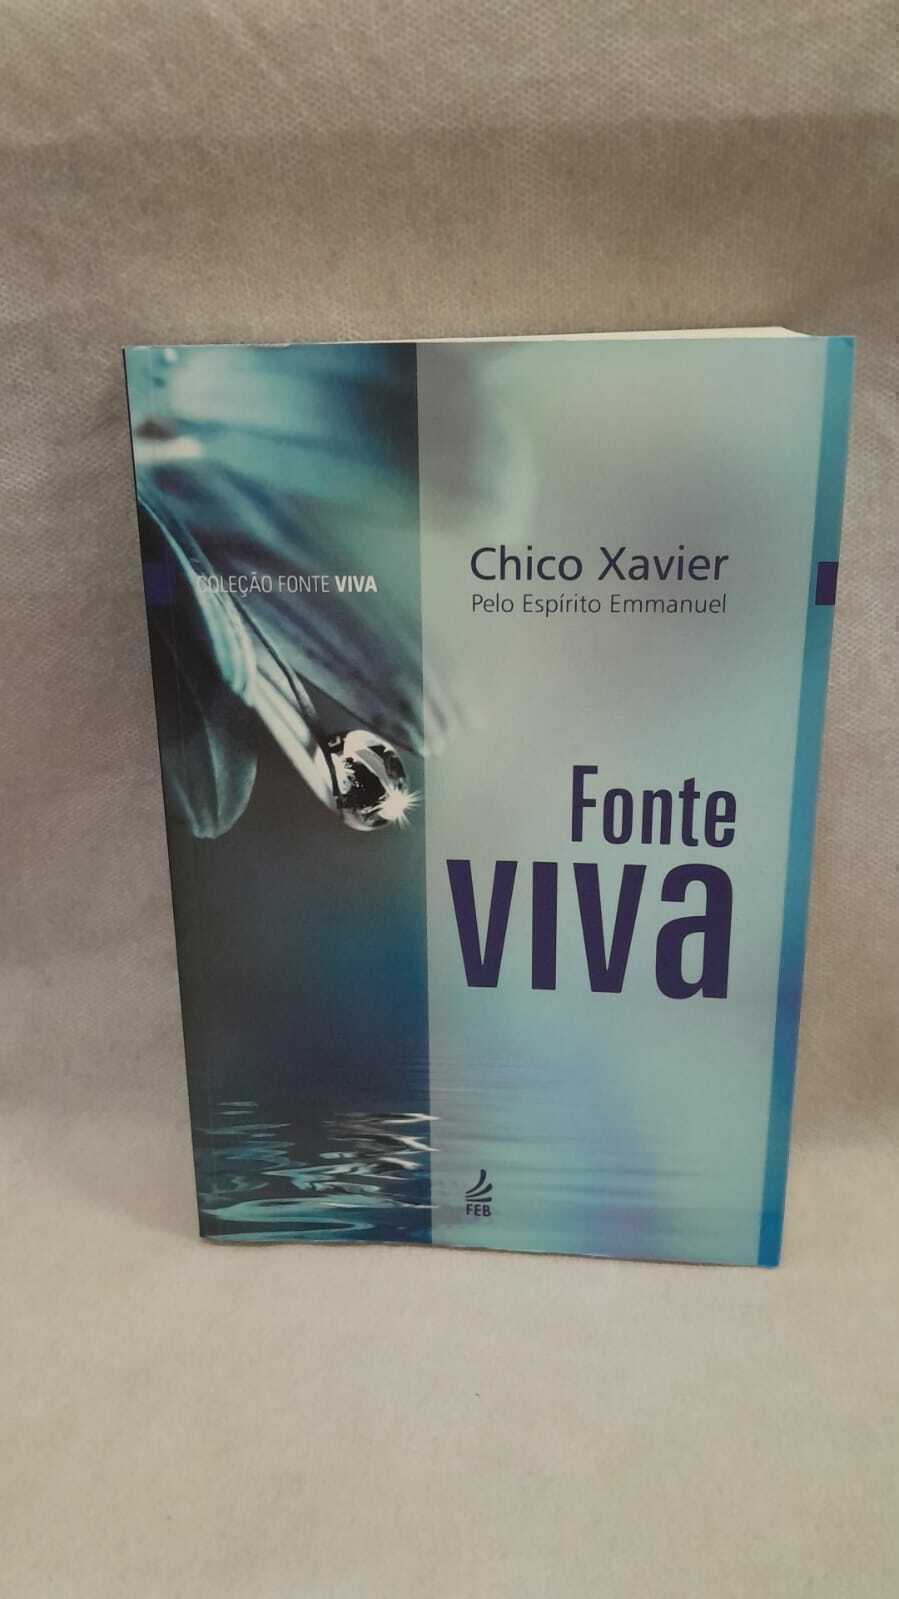 COLEÇÃO FONTE VIVA
Chico Xavier
Pelo Espírito Emmanuel
Fonte
viva
FEB